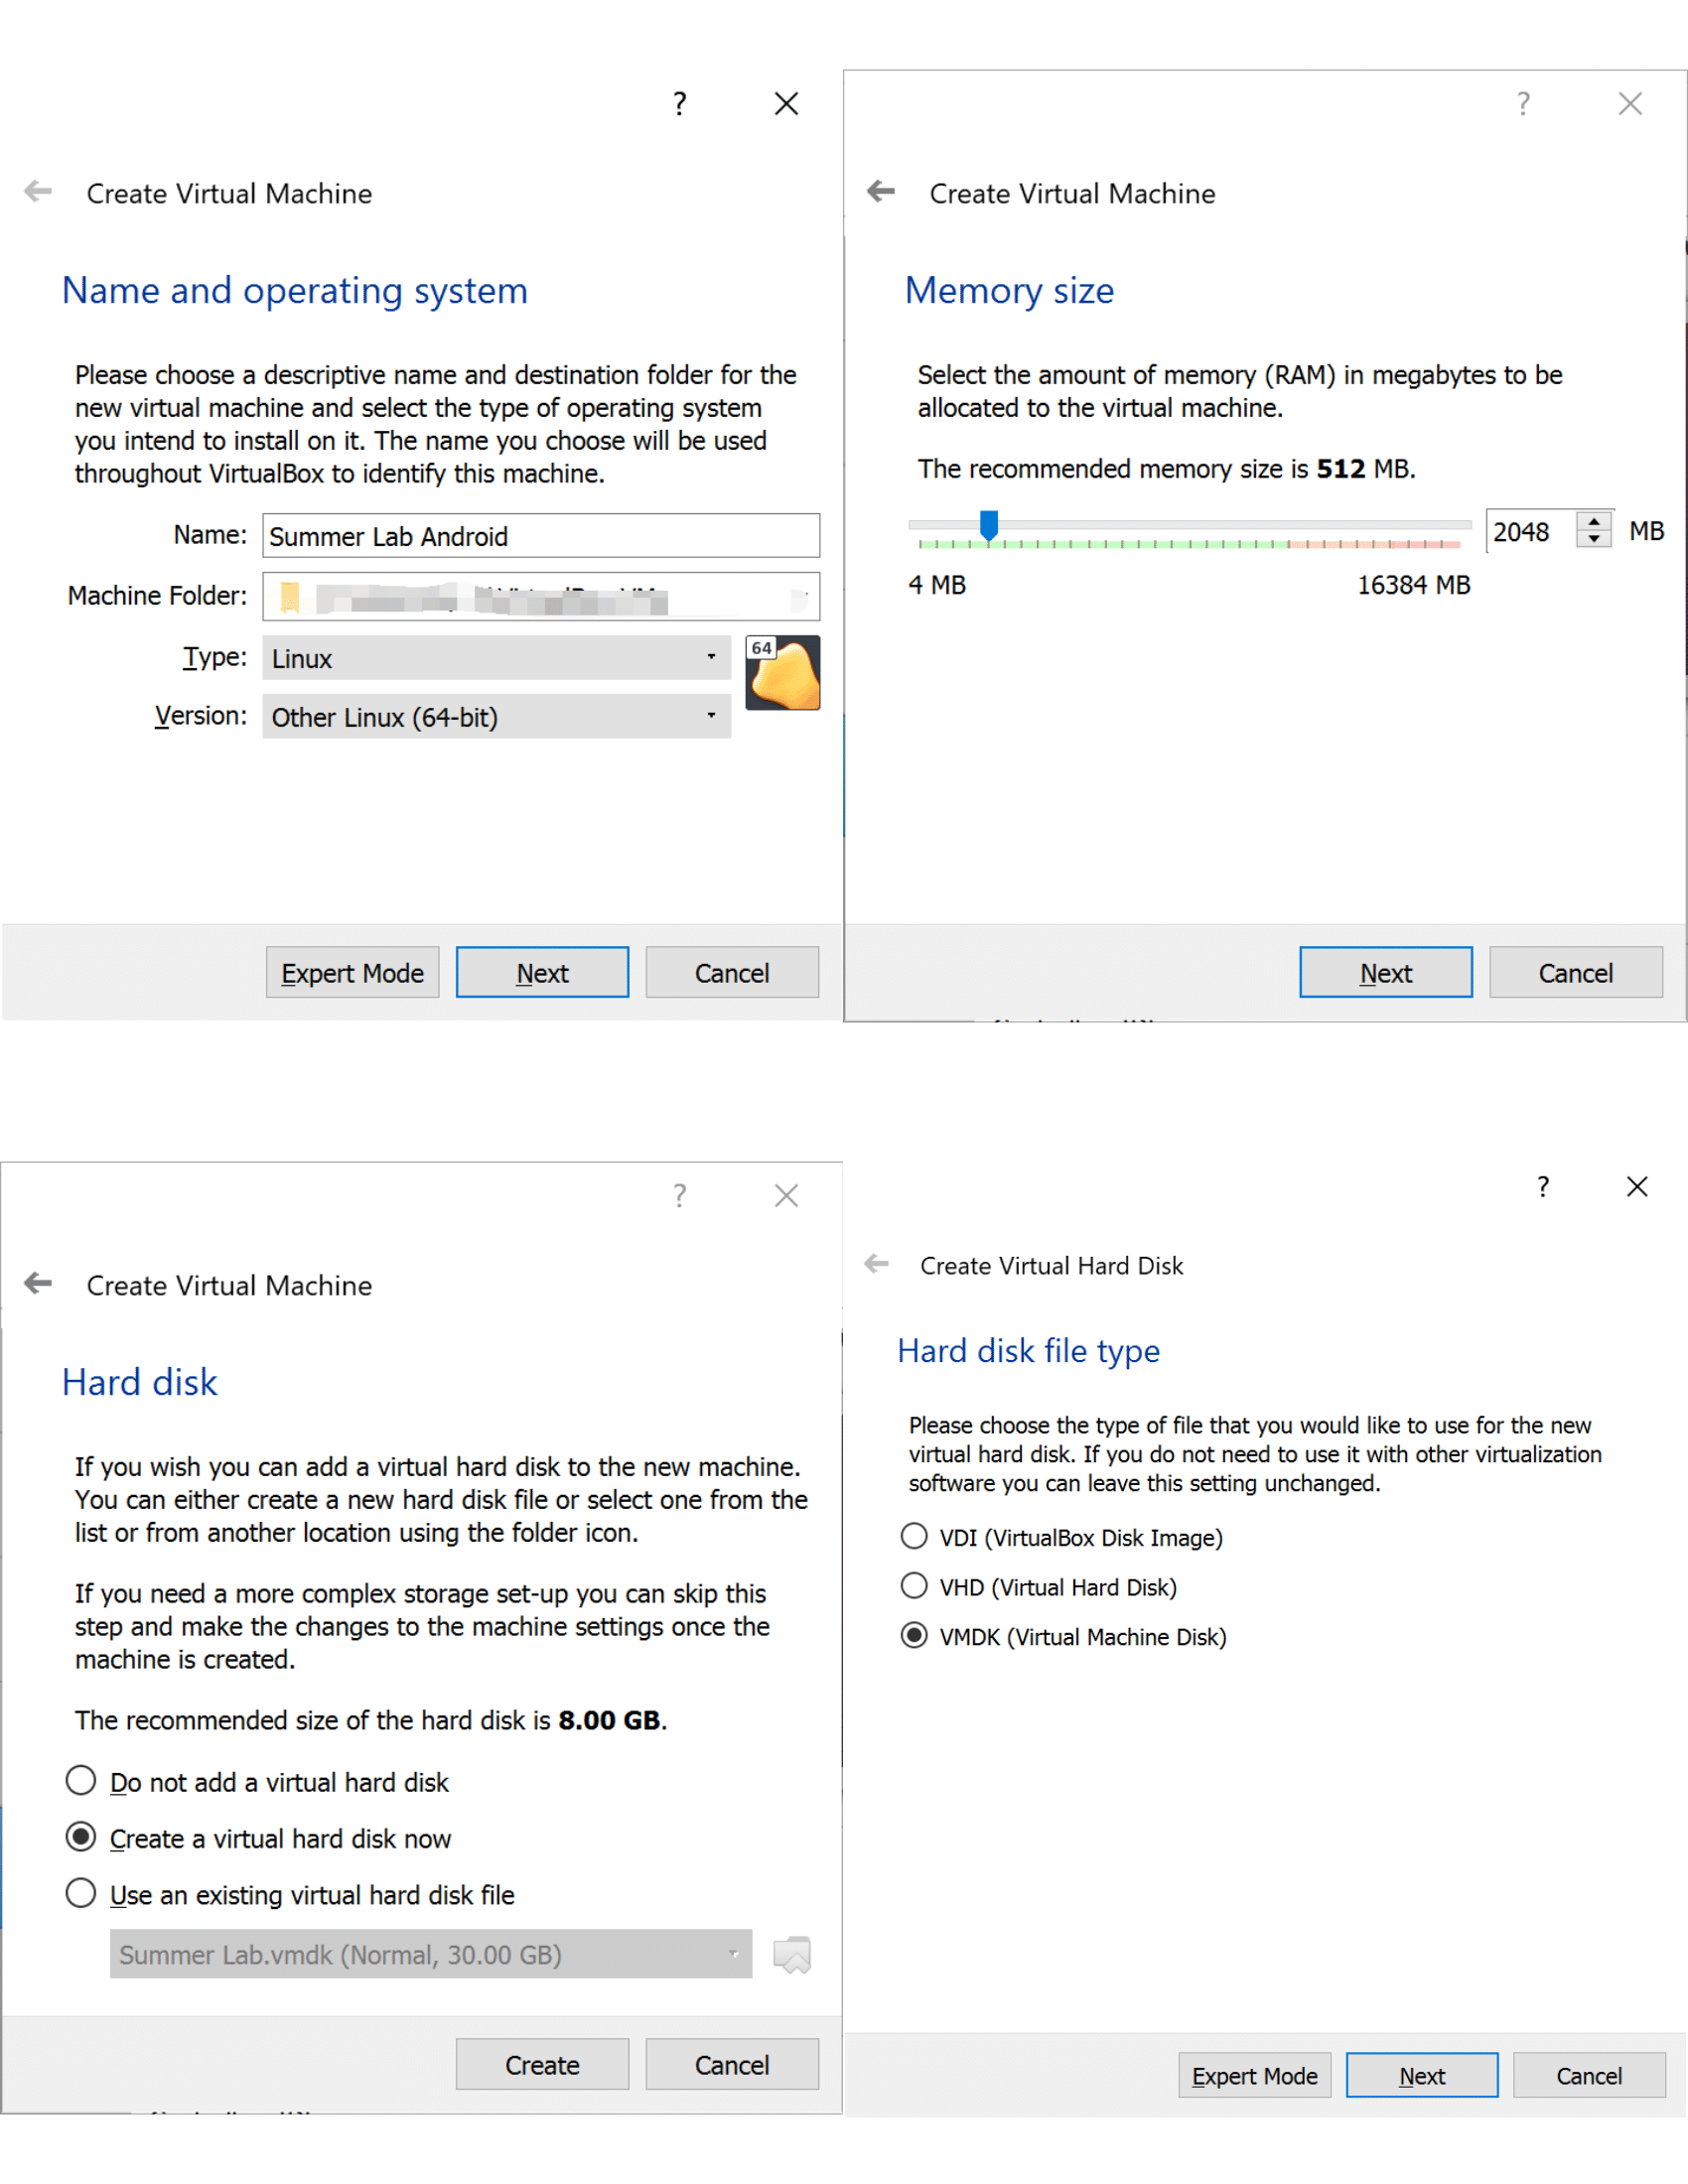 ?
Create Virtual Machine
Name and operating system
Please choose a descriptive name and destination folder for the
new virtual machine and select the type of operating system
you intend to install on it. The name you choose will be used
throughout VirtualBox to identify this machine.
Name: Summer Lab Android
Machine Folder:
Type: Linux
64
Version: Other Linux (64-bit)
Expert Mode Next Cancel
?
Create Virtual Machine
Memory size
Select the amount of memory (RAM) in megabytes to be
allocated to the virtual machine.
The recommended memory size is 512 MB.
2048 MB
4 MB 16384 MB
Next Cancel
?
Create Virtual Machine
Hard disk
If you wish you can add a virtual hard disk to the new machine.
You can either create a new hard disk file or select one from the
list or from another location using the folder icon.
If you need a more complex storage set-up you can skip this
step and make the changes to the machine settings once the
machine is created.
The recommended size of the hard disk is 8.00 GB.
Do not add a virtual hard disk
Create a virtual hard disk now
Use an existing virtual hard disk file
Summer Lab.vmdk (Normal, 30.00 GB)
Create Cancel
?
Create Virtual Hard Disk
Hard disk file type
Please choose the type of file that you would like to use for the new
virtual hard disk. If you do not need to use it with other virtualization
software you can leave this setting unchanged.
VDI (VirtualBox Disk Image)
VHD (Virtual Hard Disk)
VMDK (Virtual Machine Disk)
Expert Mode Next Cancel